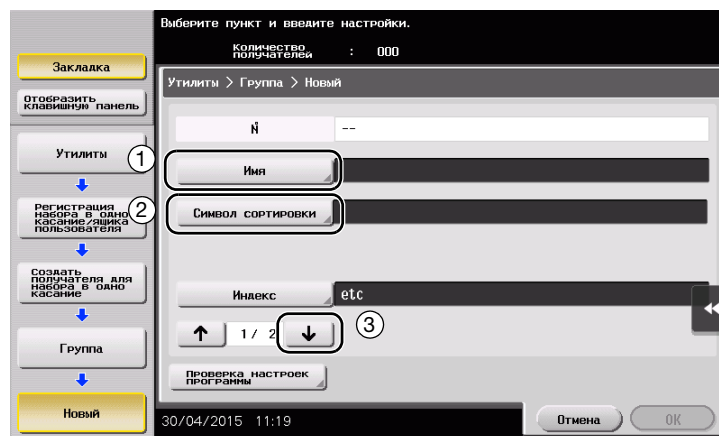 Выберите пункт и введите настройки.
Количество
получателей : 000
Закладка
Отобразить
клавишную панель
Утилиты > Группа > Новый
№ --
Утилиты
1
Имя
Регистрация
набора в одно
касание/ящика
пользователя
2
Символ сортировки
Создать
получателя для
набора в одно
касание
Индекс etc
↑ 1/ 2 ↓ 3
Группа
Проверка настроек
программы
Новый
30/04/2015 11:19
Отмена OK